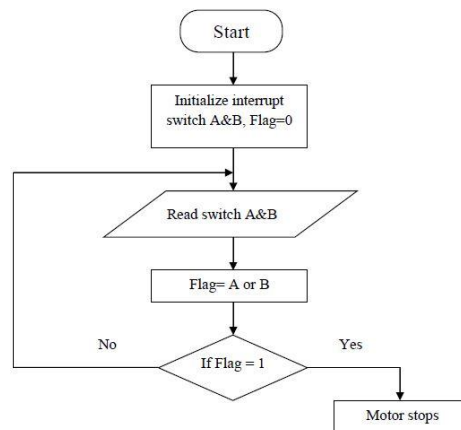 Start
Initialize interrupt
switch A&B, Flag=0
Read switch A&B
Flag= A or B
If Flag = 1
No
Yes
Motor stops